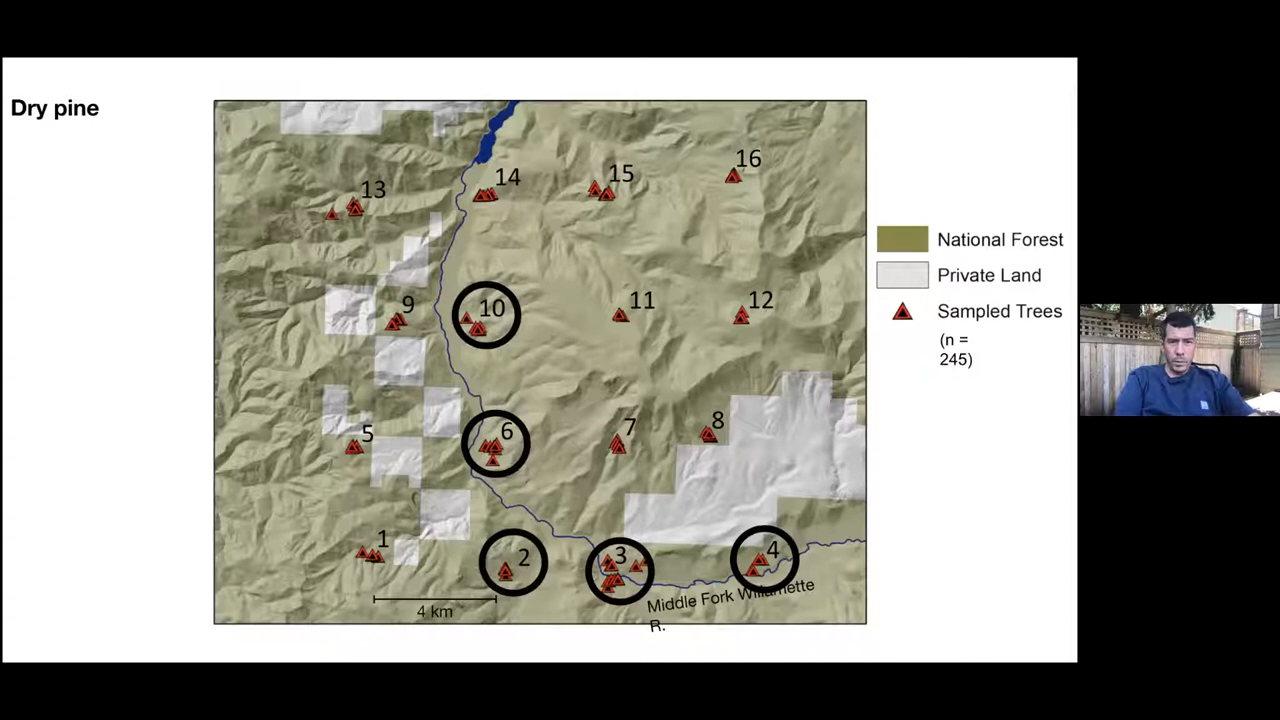 Dry pine
16
15
14
13
12
11
10
9
8
7
6
5
4
3
2
1
4 km
Middle Fork Willamette
R.
National Forest
Private Land
Sampled Trees
(n =
245)